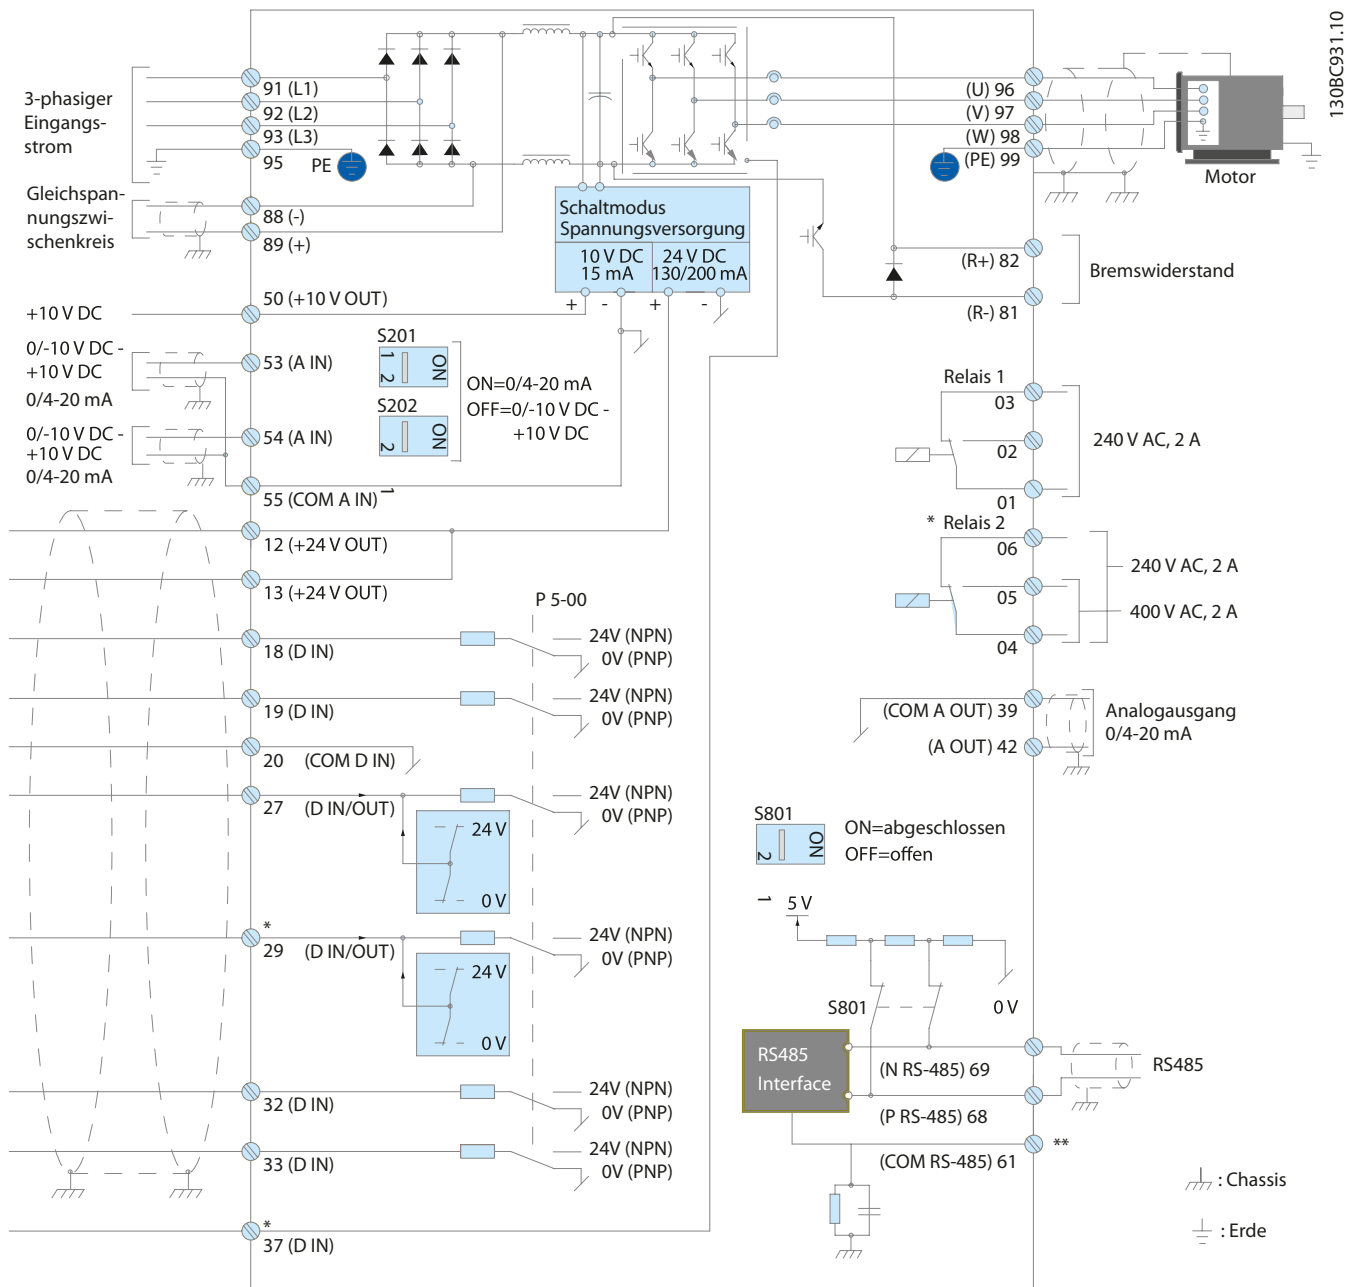 130BC931.10
3-phasiger
Eingangs-
strom
91 (L1)
92 (L2)
93 (L3)
95
PE
Gleichspan-
nungszwi-
schenkreis
88 (-)
89 (+)
Schaltmodus
Spannungsversorgung
10 V DC
15 mA
24 V DC
130/200 mA
+ - + -
(U) 96
(V) 97
(W) 98
(PE) 99
Motor
(R+) 82
(R-) 81
Bremswiderstand
+10 V DC
50 (+10 V OUT)
0/-10 V DC -
+10 V DC
0/4-20 mA
53 (A IN)
0/-10 V DC -
+10 V DC
0/4-20 mA
54 (A IN)
55 (COM A IN)
S201
1 2
ON
S202
2
ON
1
ON=0/4-20 mA
OFF=0/-10 V DC -
+10 V DC
12 (+24 V OUT)
13 (+24 V OUT)
P 5-00
18 (D IN)
24V (NPN)
0V (PNP)
19 (D IN)
24V (NPN)
0V (PNP)
20 (COM D IN)
27 (D IN/OUT)
24V (NPN)
0V (PNP)
24 V
0 V
*
29 (D IN/OUT)
24V (NPN)
0V (PNP)
24 V
0 V
32 (D IN)
24V (NPN)
0V (PNP)
33 (D IN)
24V (NPN)
0V (PNP)
*
37 (D IN)
Relais 1
03
02
01
240 V AC, 2 A
* Relais 2
06
05
04
240 V AC, 2 A
400 V AC, 2 A
(COM A OUT) 39
(A OUT) 42
Analogausgang
0/4-20 mA
S801
2
ON
1
ON=abgeschlossen
OFF=offen
5 V
S801
0 V
RS485
Interface
(N RS-485) 69
(P RS-485) 68
(COM RS-485) 61
RS485
**
: Chassis
: Erde